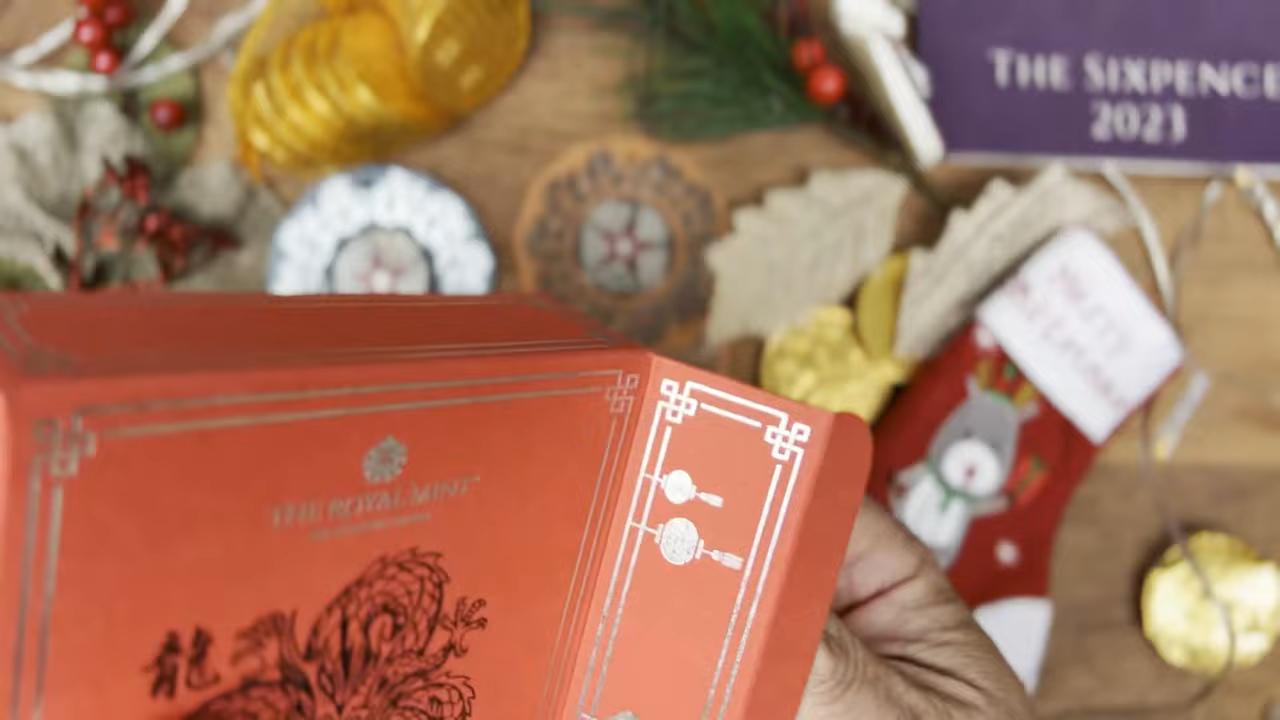 THE SIXPENCE
2023
THE ROYAL MINT
龍